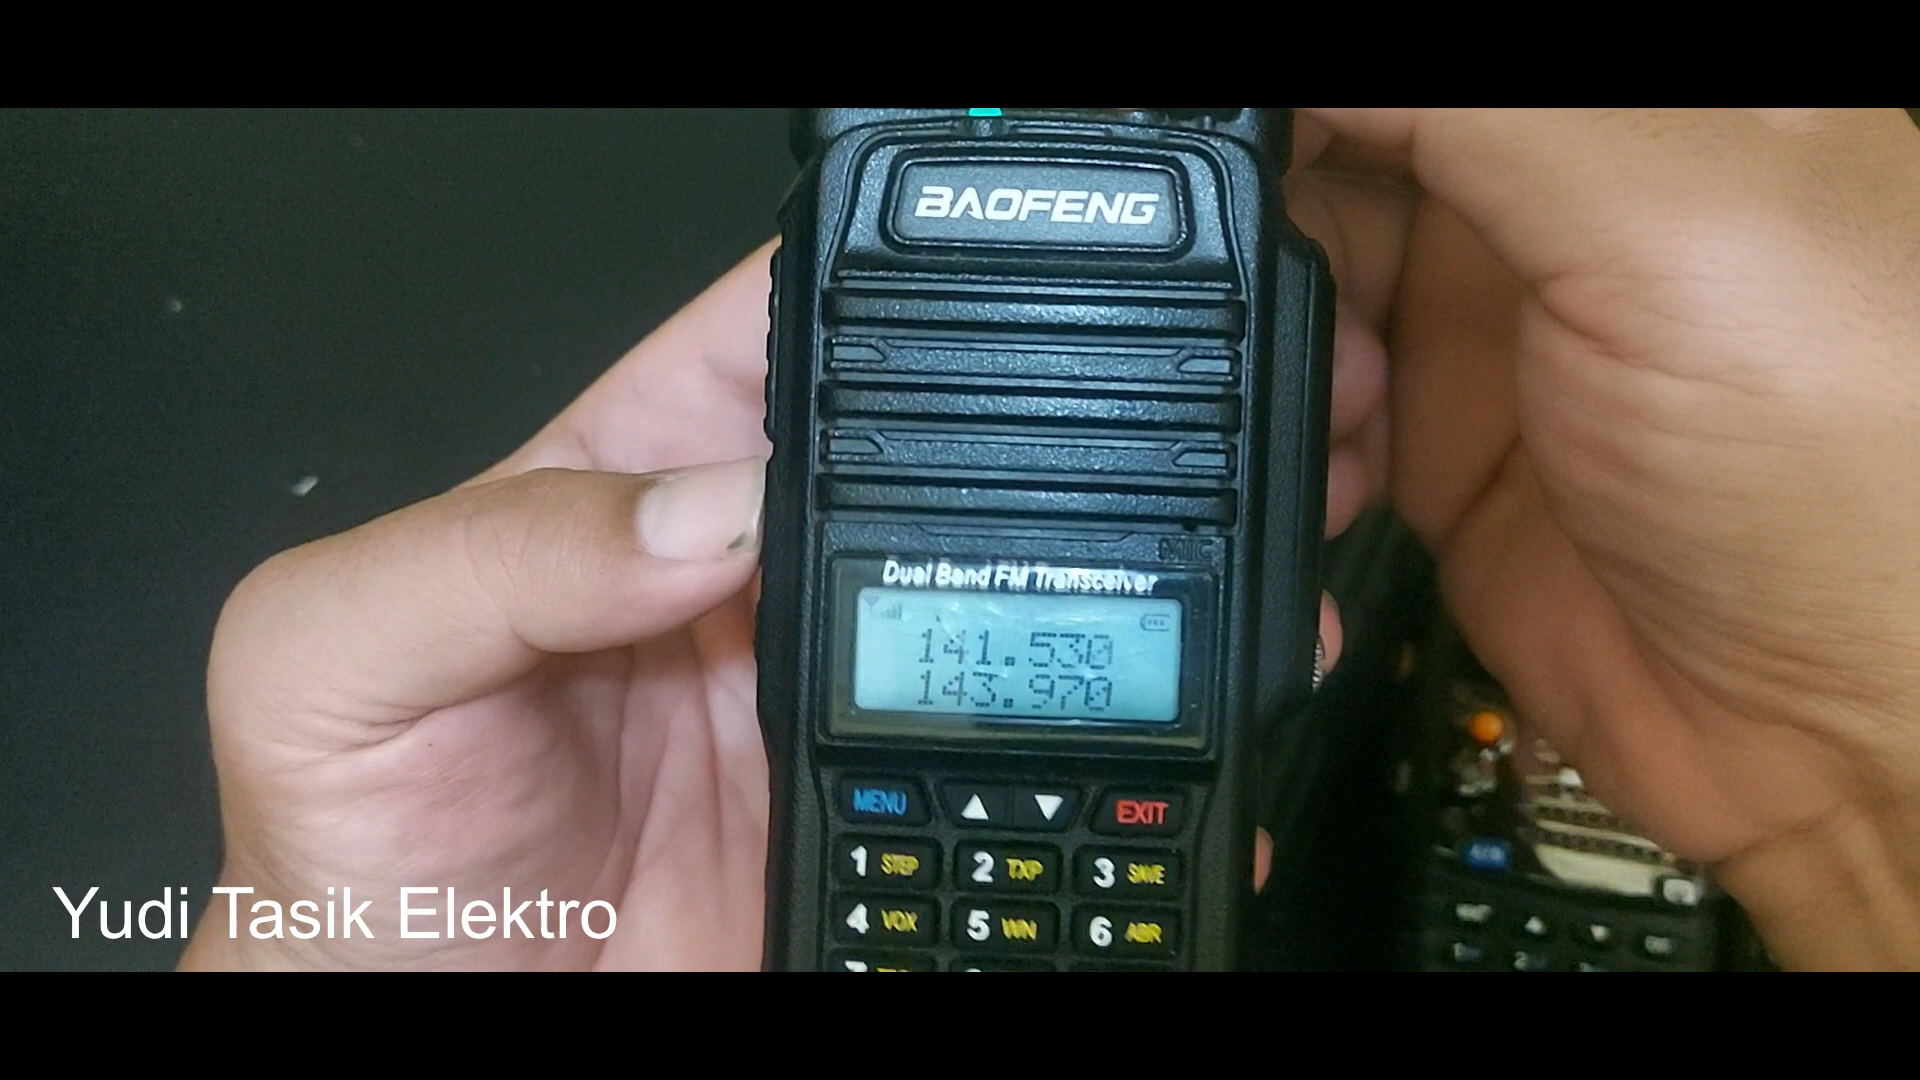 BAOFENG
MIC
Dual Band FM Transceiver
141.530
143.970
MENU ▲ ▼ EXIT
1 STEP 2 TXP 3 SAVE
4 VOX 5 WN 6 ABR
Yudi Tasik Elektro